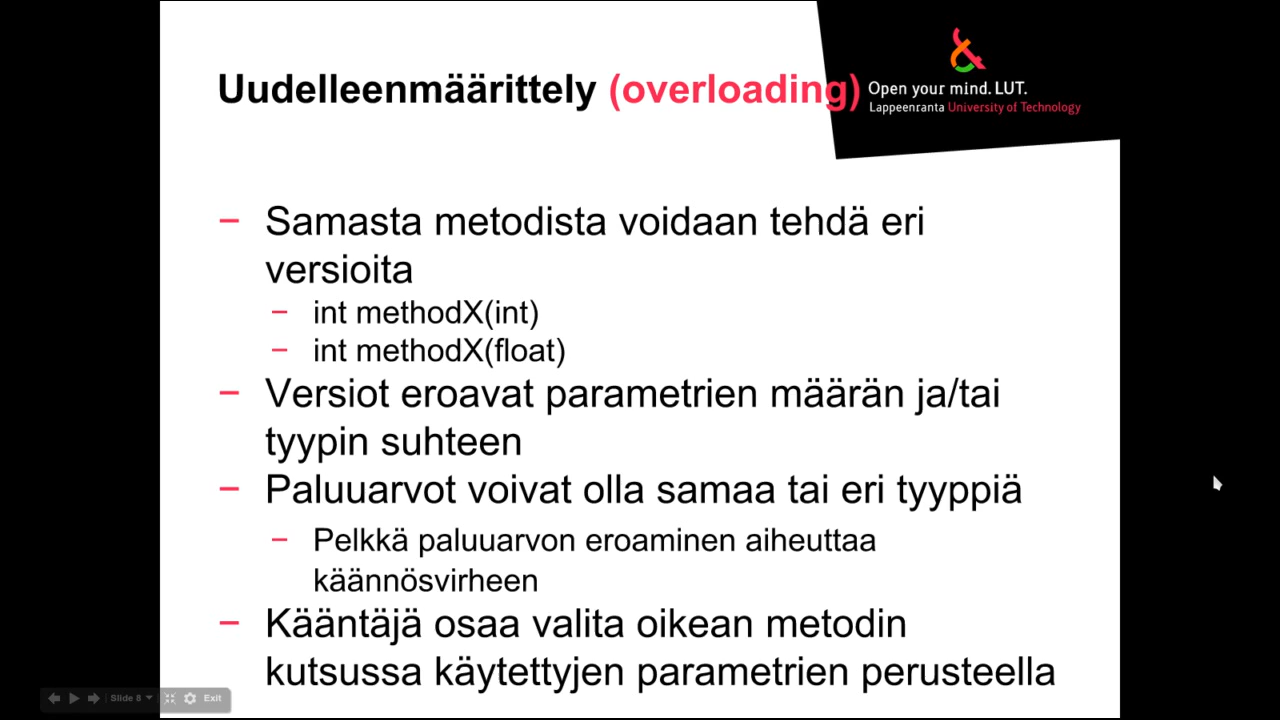 Uudelleenmäärittely (overloading)
Open your mind. LUT.
Lappeenranta University of Technology
− Samasta metodista voidaan tehdä eri
versioita
− int methodX(int)
− int methodX(float)
− Versiot eroavat parametrien määrän ja/tai
tyypin suhteen
− Paluuarvot voivat olla samaa tai eri tyyppiä
− Pelkkä paluuarvon eroaminen aiheuttaa
käännösvirheen
− Kääntäjä osaa valita oikean metodin
kutsussa käytettyjen parametrien perusteella
Slide 8 Exit